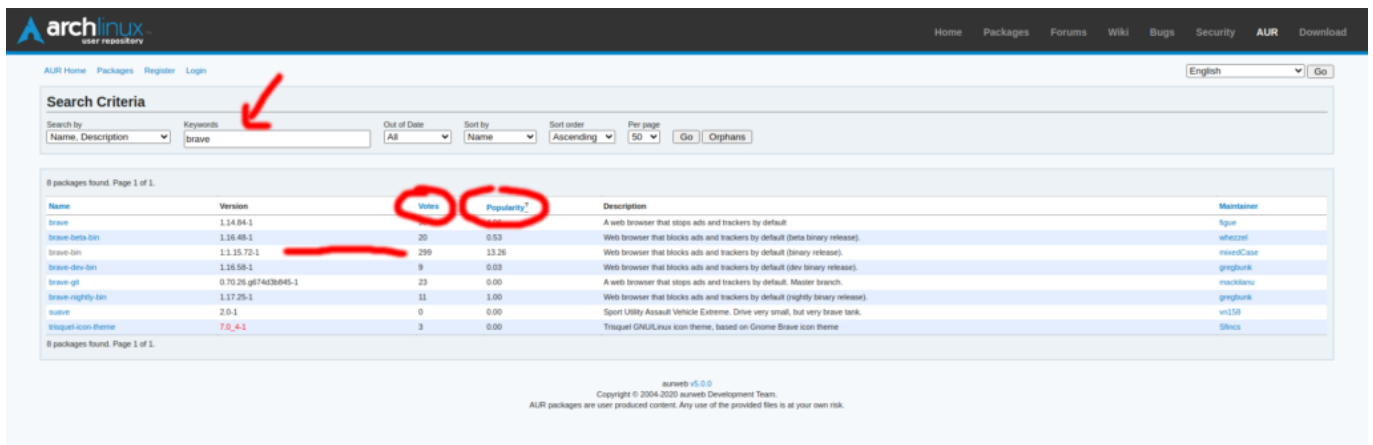 archlinux
user repository
Home Packages Forums Wiki Bugs Security AUR Download
AUR Home Packages Register Login
English Go
Search Criteria
Search by Keywords Out of Date Sort by Sort order Per page
Name, Description brave All Name Ascending 50 Go Orphans
8 packages found. Page 1 of 1.
Name Version Votes Popularity? Description Maintainer
brave 1.14.84-1 A web browser that stops ads and trackers by default figue
brave-beta-bin 1.16.48-1 20 0.53 Web browser that blocks ads and trackers by default (beta binary release). whezzel
brave-bin 1:1.15.72-1 299 13.26 Web browser that blocks ads and trackers by default (binary release). mixedCase
brave-dev-bin 1.16.58-1 9 0.03 Web browser that blocks ads and trackers by default (dev binary release). gregbunk
brave-git 0.70.26.g674d3b845-1 23 0.00 A web browser that stops ads and trackers by default. Master branch.
brave-nightly-bin 1.17.25-1 11 1.00 Web browser that blocks ads and trackers by default (nightly binary release). gregbunk
suave 2.0-1 0 0.00 Sport Utility Assault Vehicle Extreme. Drive very small, but very brave tank. vn158
trisquel-icon-theme 7.0_4-1 3 0.00 Trisquel GNU/Linux icon theme, based on Gnome Brave icon theme Sfincs
8 packages found. Page 1 of 1.
aurweb v5.0.0
Copyright © 2004-2020 aurweb Development Team.
AUR packages are user produced content. Any use of the provided files is at your own risk.